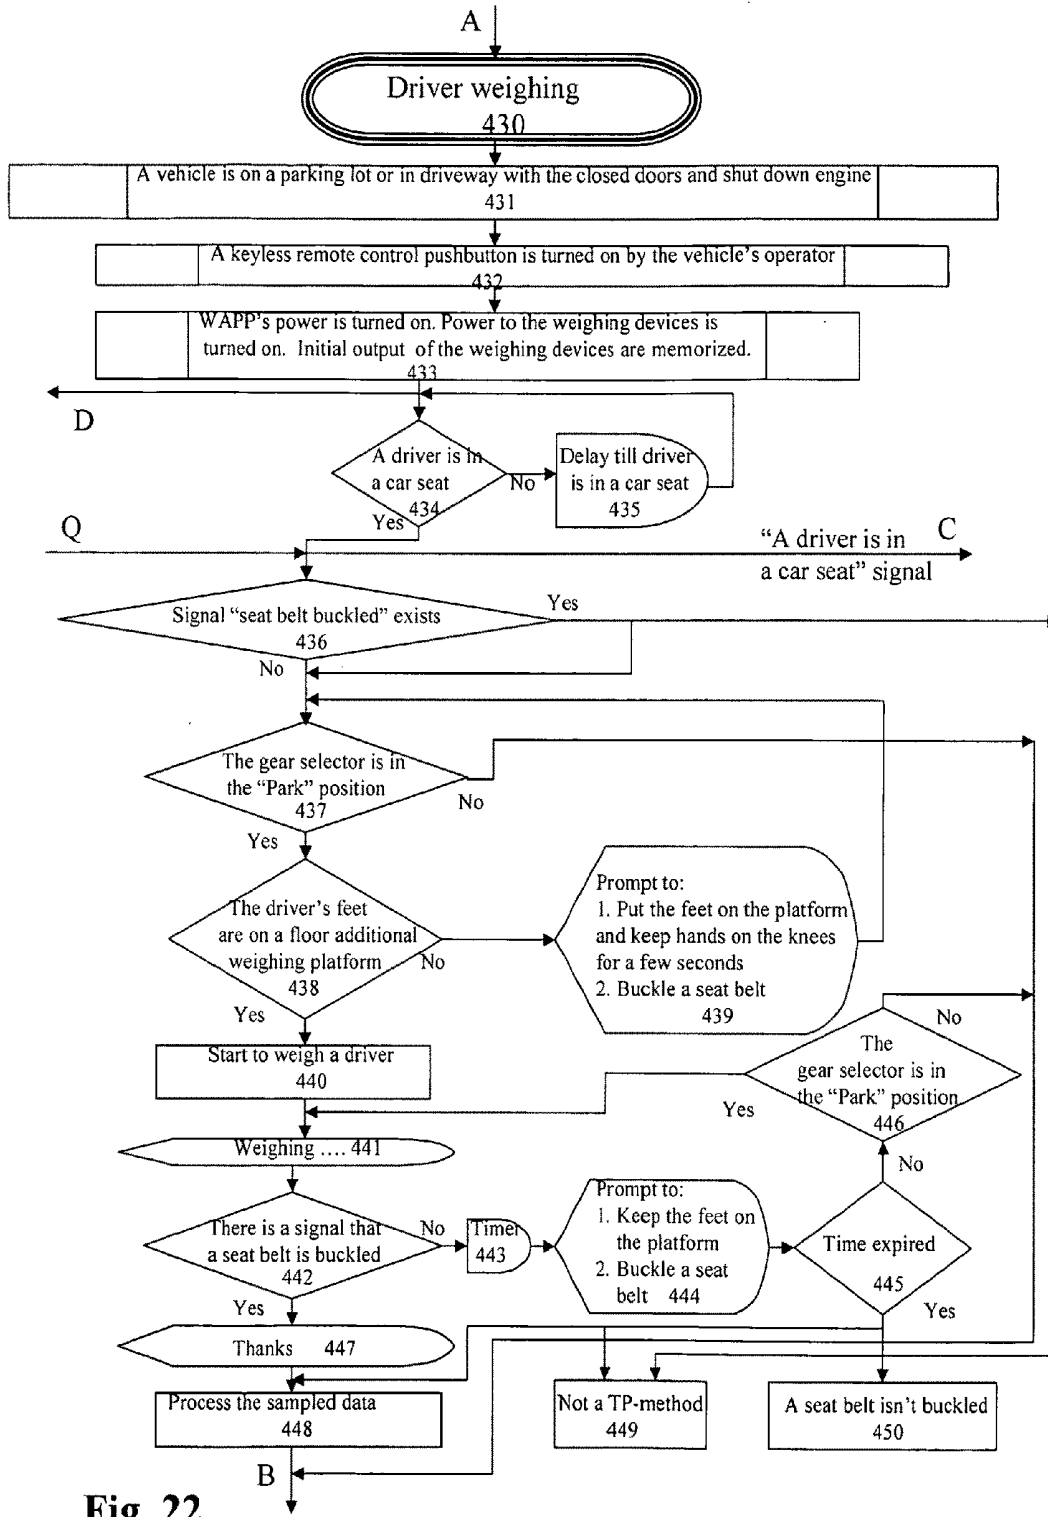 A
Driver weighing
430
A vehicle is on a parking lot or in driveway with the closed doors and shut down engine
431
A keyless remote control pushbutton is turned on by the vehicle's operator
432
WAPP's power is turned on. Power to the weighing devices is
turned on. Initial output of the weighing devices are memorized.
433
D
A driver is in
a car seat
434
No
Delay till driver
is in a car seat
435
Yes
Q
"A driver is in
a car seat" signal
C
Signal "seat belt buckled" exists
436
Yes
No
The gear selector is in
the "Park" position
437
No
Yes
The driver's feet
are on a floor additional
weighing platform
438
No
Prompt to:
1. Put the feet on the platform
and keep hands on the knees
for a few seconds
2. Buckle a seat belt
439
Yes
Start to weigh a driver
440
The
gear selector is in
the "Park" position
446
No
Yes
Weighing .... 441
No
There is a signal that
a seat belt is buckled
442
No
Timer
443
Prompt to:
1. Keep the feet on
the platform
2. Buckle a seat
belt 444
Time expired
445
Yes
Yes
Thanks 447
Process the sampled data
448
Not a TP-method
449
A seat belt isn't buckled
450
B
Fig. 22